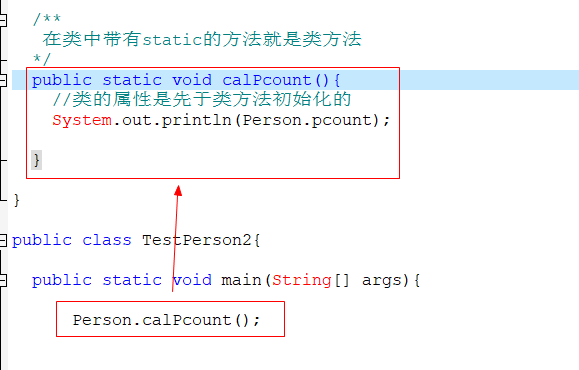 /**
在类中带有static的方法就是类方法
*/
public static void calPcount(){
//类的属性是先于类方法初始化的
System.out.println(Person.pcount);
}
}
public class TestPerson2{
public static void main(String[] args){
Person.calPcount();